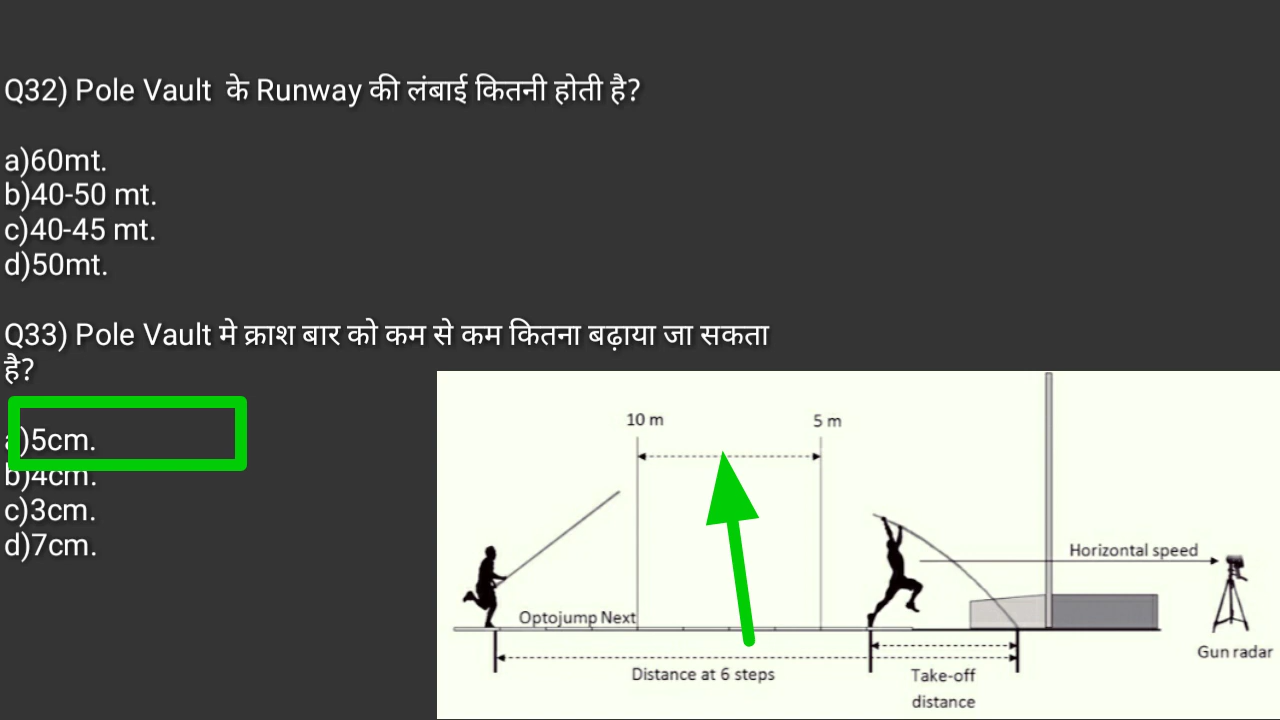 Q32) Pole Vault के Runway की लंबाई कितनी होती है?
a)60mt.
b)40-50 mt.
c)40-45 mt.
d)50mt.
Q33) Pole Vault मे क्राश बार को कम से कम कितना बढ़ाया जा सकता
है?
a)5cm.
b)4cm.
c)3cm.
d)7cm.
10 m
5 m
Horizontal speed
Optojump Next
Gun radar
Distance at 6 steps
Take-off
distance